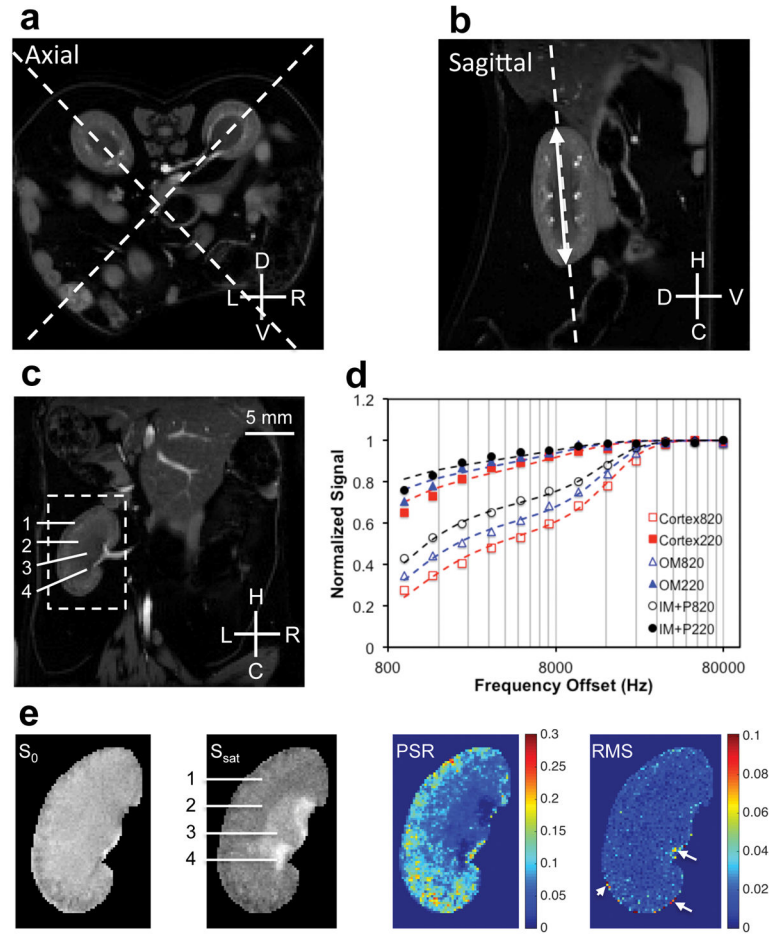 a
Axial
D
L R
V
b
Sagittal
H
D V
C
c
5 mm
1
2
3
4
H
L R
C
d
Normalized Signal
1.2
1
0.8
0.6
0.4
0.2
0
800 8000 80000
Frequency Offset (Hz)
Cortex820
Cortex220
OM820
OM220
IM+P820
IM+P220
e
S0
Ssat
1
2
3
4
PSR
0.3
0.25
0.2
0.15
0.1
0.05
0
RMS
0.1
0.08
0.06
0.04
0.02
0